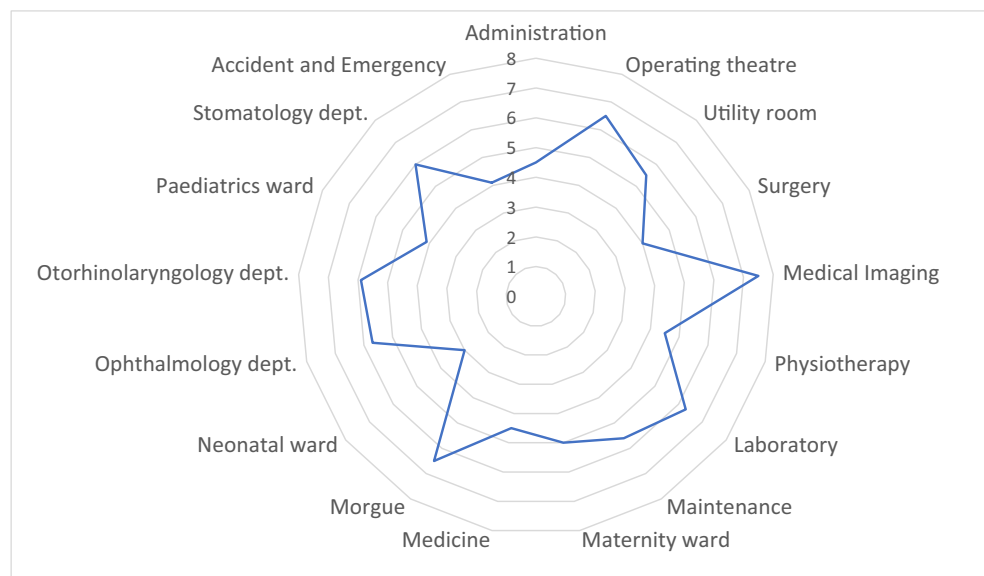 Administration
8
Accident and Emergency
Operating theatre
7
Stomatology dept.
Utility room
6
5
Paediatrics ward
Surgery
4
3
2
Otorhinolaryngology dept.
Medical Imaging
1
0
Ophthalmology dept.
Physiotherapy
Neonatal ward
Laboratory
Morgue
Maintenance
Medicine
Maternity ward